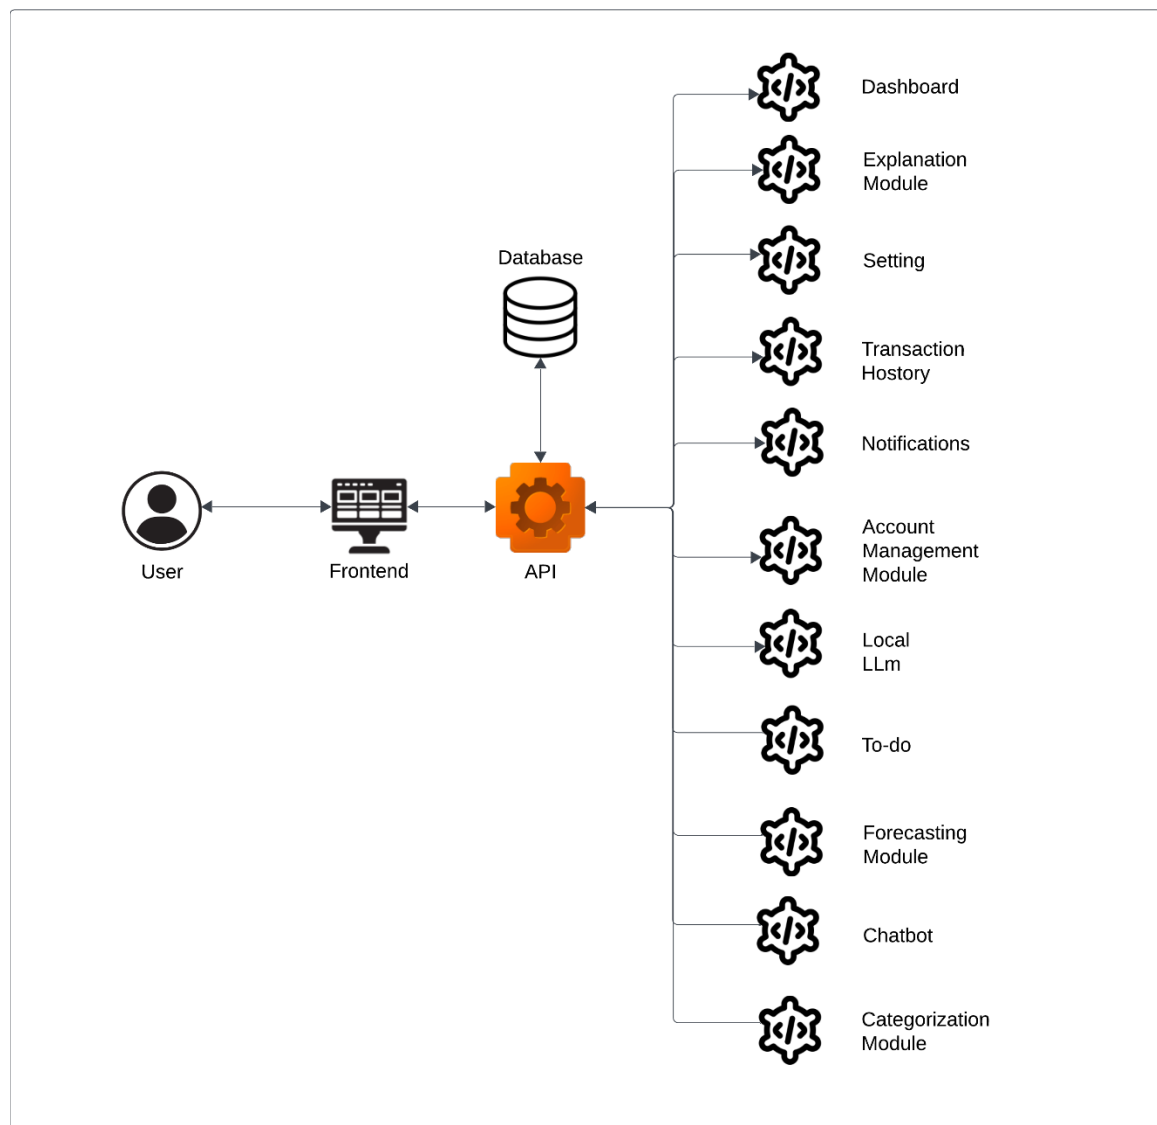 Dashboard
Explanation
Module
Database
Setting
Transaction
Hostory
Notifications
Account
Management
Module
User
Frontend
API
Local
LLm
To-do
Forecasting
Module
Chatbot
Categorization
Module